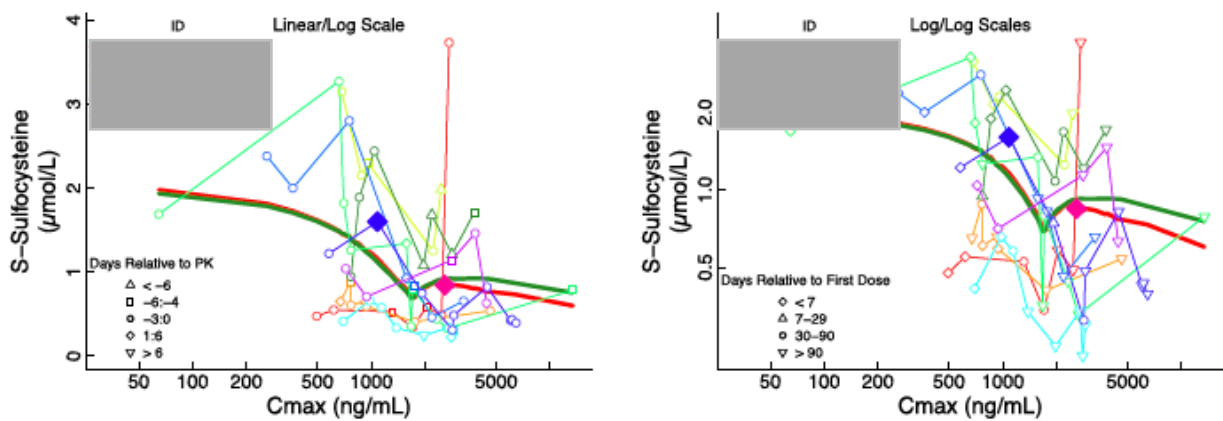 ID
Linear/Log Scale
S-Sulfocysteine
(µmol/L)
4
3
2
1
0
Days Relative to PK
< -6
-6:-4
-3:0
1:6
> 6
50 100 200 500 1000 5000
Cmax (ng/mL)
ID
Log/Log Scales
S-Sulfocysteine
(µmol/L)
2.0
1.0
0.5
Days Relative to First Dose
< 7
7-29
30-90
> 90
50 100 200 500 1000 5000
Cmax (ng/mL)